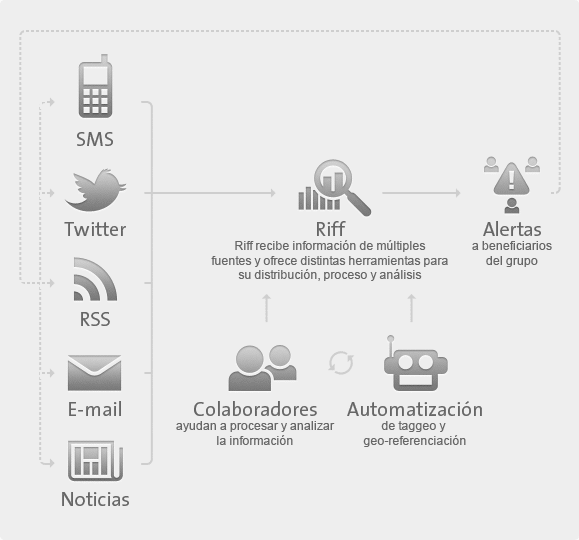 SMS
Twitter
RSS
E-mail
Noticias
Riff
Riff recibe información de múltiples
fuentes y ofrece distintas herramientas para
su distribución, proceso y análisis
Alertas
a beneficiarios
del grupo
Colaboradores
ayudan a procesar y analizar
la información
Automatización
de taggeo y
geo-referenciación